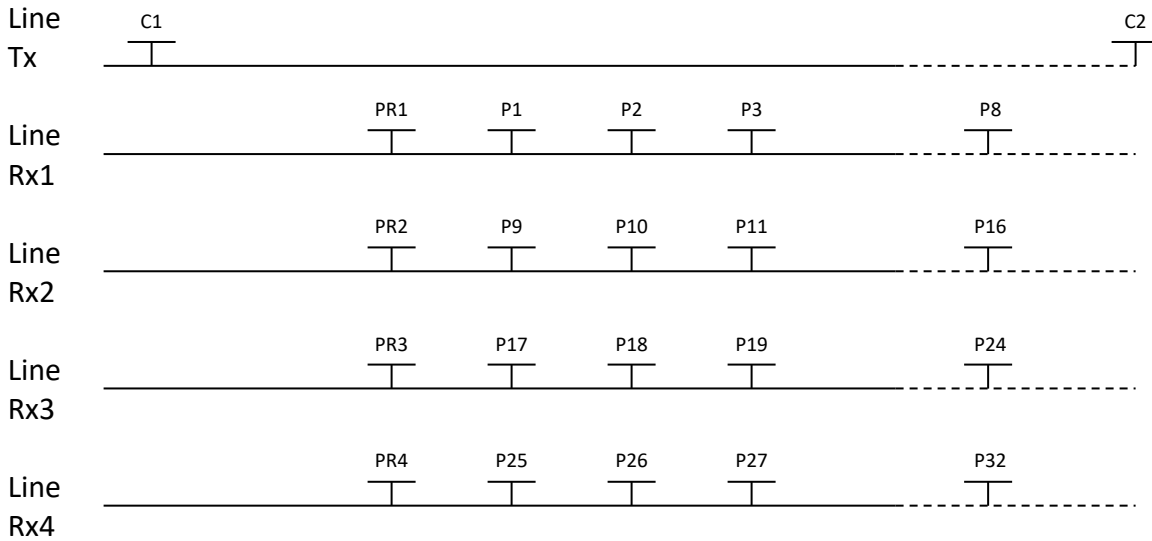 Line
Tx
C1 C2
Line
Rx1
PR1 P1 P2 P3 P8
Line
Rx2
PR2 P9 P10 P11 P16
Line
Rx3
PR3 P17 P18 P19 P24
Line
Rx4
PR4 P25 P26 P27 P32